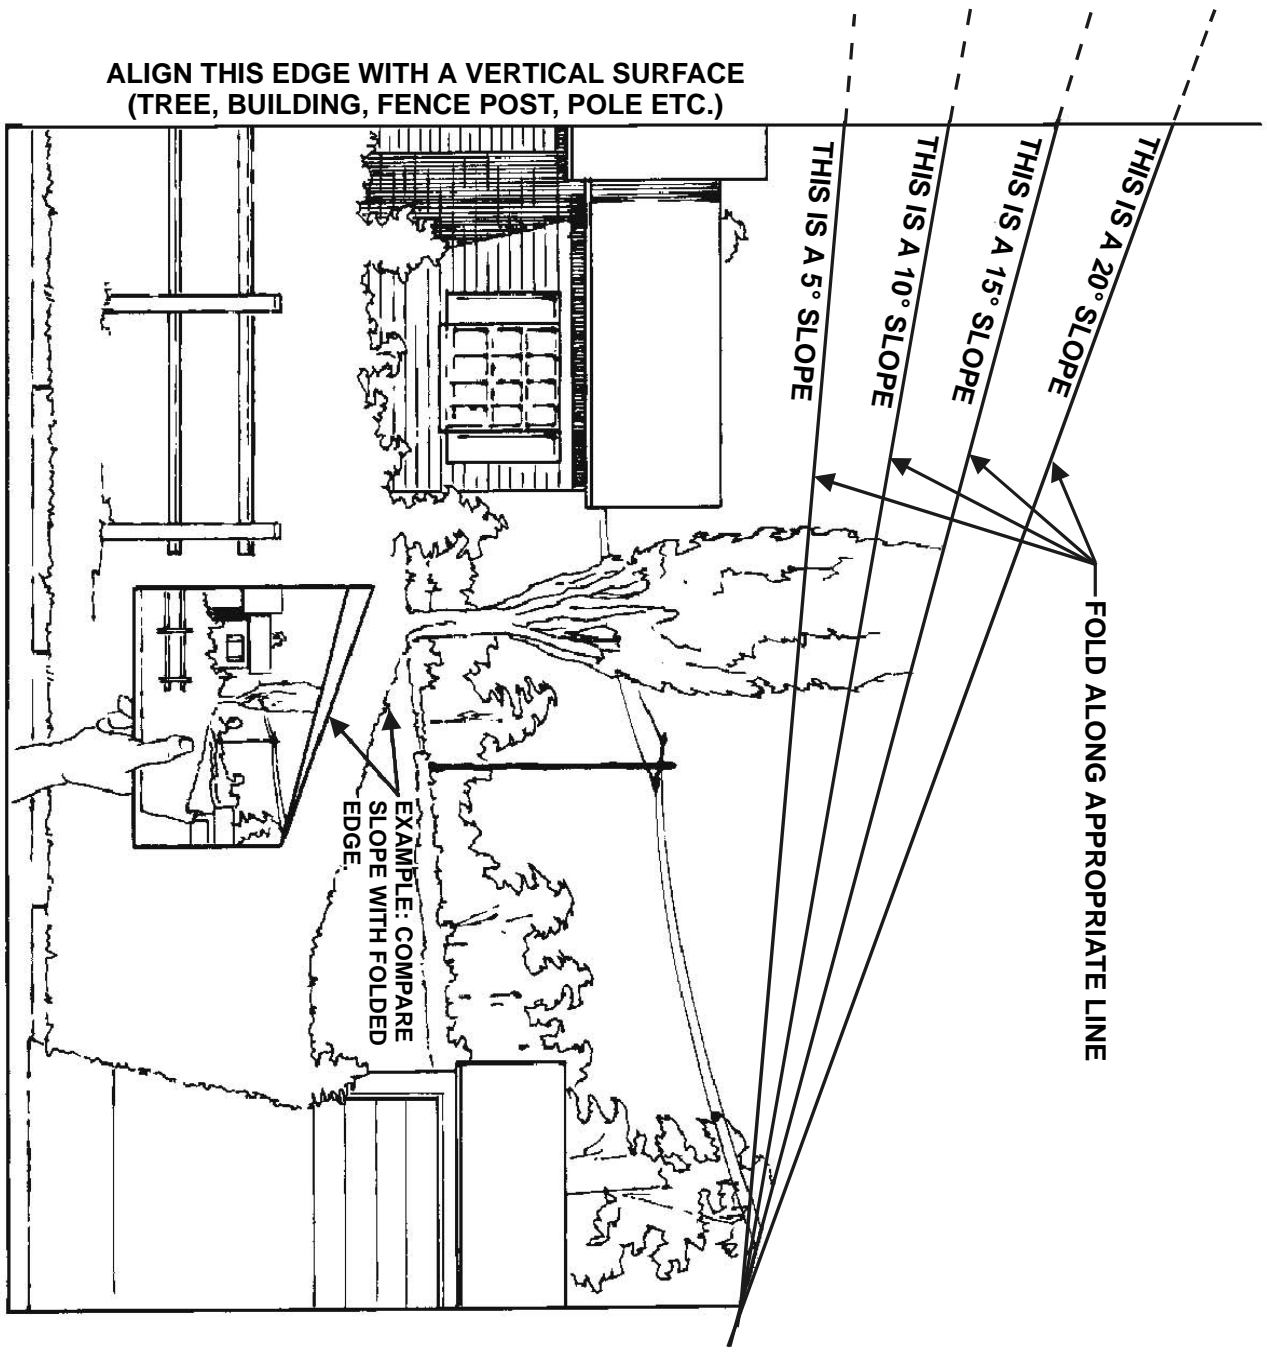 ALIGN THIS EDGE WITH A VERTICAL SURFACE
(TREE, BUILDING, FENCE POST, POLE ETC.)
THIS IS A 20° SLOPE
THIS IS A 15° SLOPE
THIS IS A 10° SLOPE
THIS IS A 5° SLOPE
FOLD ALONG APPROPRIATE LINE
EXAMPLE: COMPARE
SLOPE WITH FOLDED
EDGE.